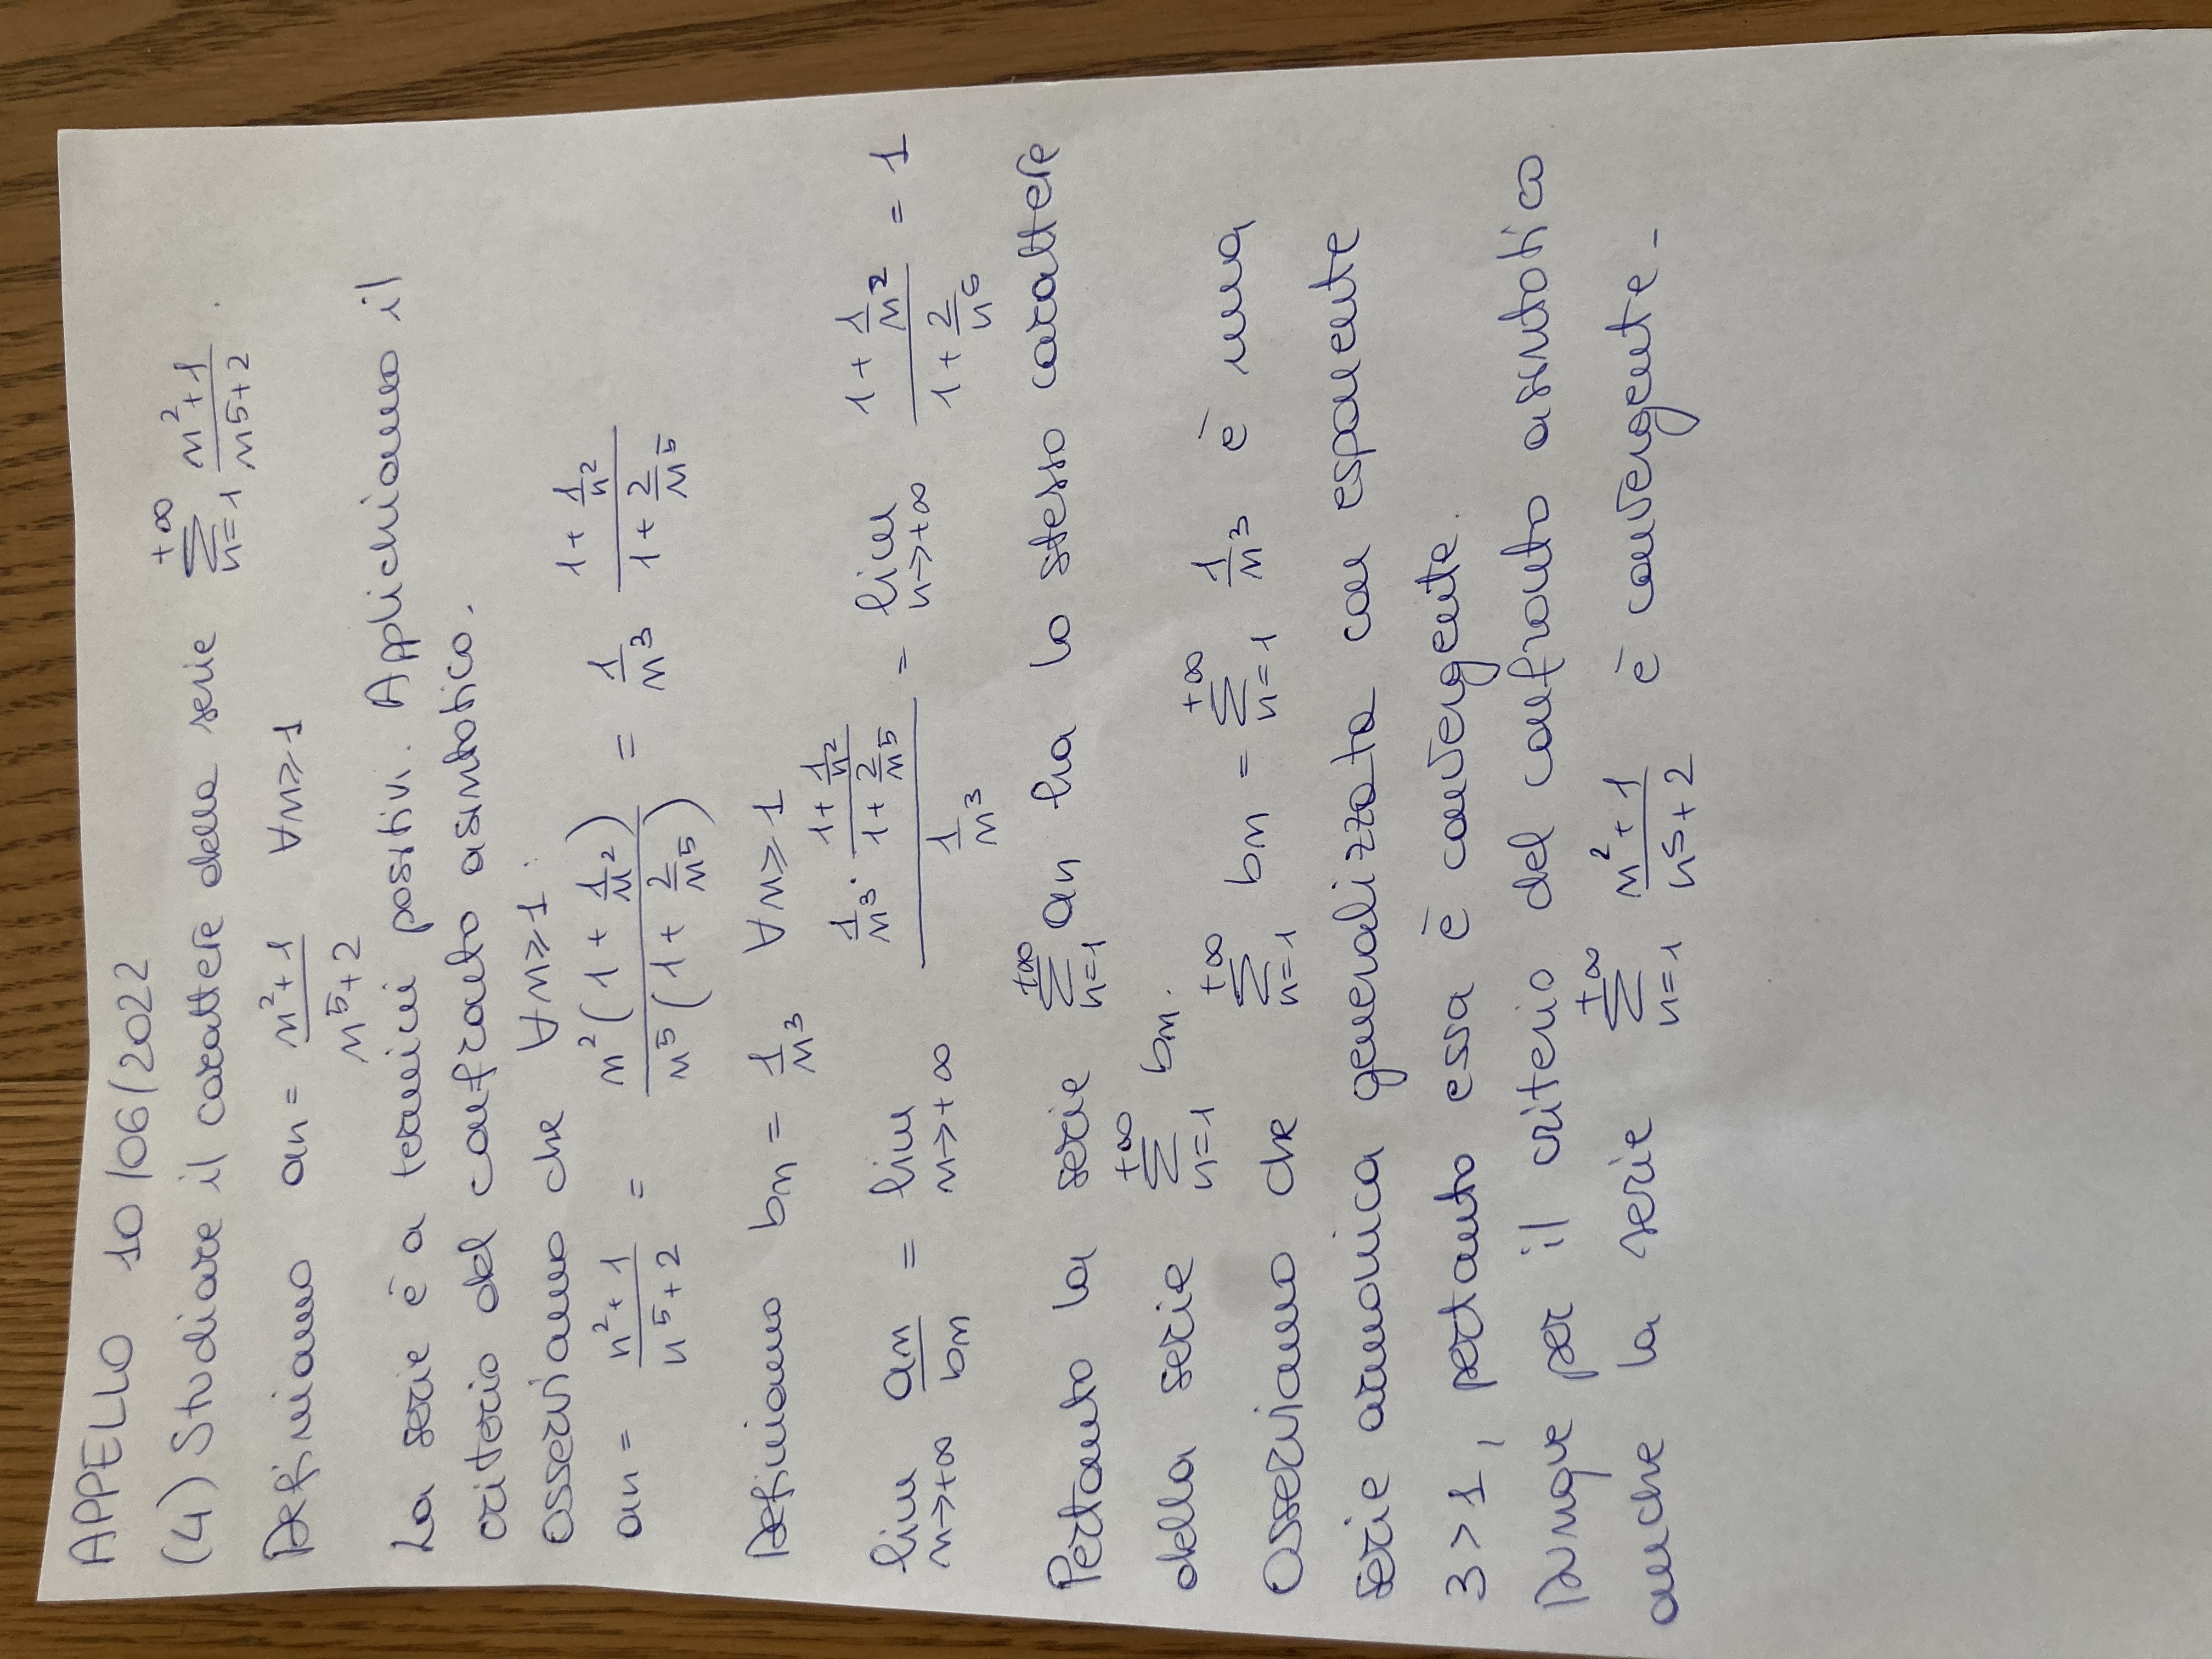 APPELLO 10/06/2022
(4) Studiare il carattere della serie $\sum_{n=1}^{+\infty} \frac{n^2+1}{n^5+2}$.
Definiamo $a_n = \frac{n^2+1}{n^5+2}$ $\forall n \geq 1$
La serie è a termini positivi. Applichiamo il
criterio del confronto asintotico.
Osserviamo che $\forall n \geq 1$:
$a_n = \frac{n^2+1}{n^5+2} = \frac{n^2(1+\frac{1}{n^2})}{n^5(1+\frac{2}{n^5})} = \frac{1}{n^3} \frac{1+\frac{1}{n^2}}{1+\frac{2}{n^5}}$
Definiamo $b_n = \frac{1}{n^3}$ $\forall n \geq 1$
$\lim_{n \to +\infty} \frac{a_n}{b_n} = \lim_{n \to +\infty} \frac{\frac{1}{n^3} \cdot \frac{1+\frac{1}{n^2}}{1+\frac{2}{n^5}}}{\frac{1}{n^3}} = \lim_{n \to +\infty} \frac{1+\frac{1}{n^2}}{1+\frac{2}{n^5}} = 1$
Pertanto la serie $\sum_{n=1}^{+\infty} a_n$ ha lo stesso carattere
della serie $\sum_{n=1}^{+\infty} b_n$.
Osserviamo che $\sum_{n=1}^{+\infty} b_n = \sum_{n=1}^{+\infty} \frac{1}{n^3}$ è una
serie armonica generalizzata con esponente
3>1, pertanto essa è convergente.
Dunque per il criterio del confronto asintotico
anche la serie $\sum_{n=1}^{+\infty} \frac{n^2+1}{n^5+2}$ è convergente.